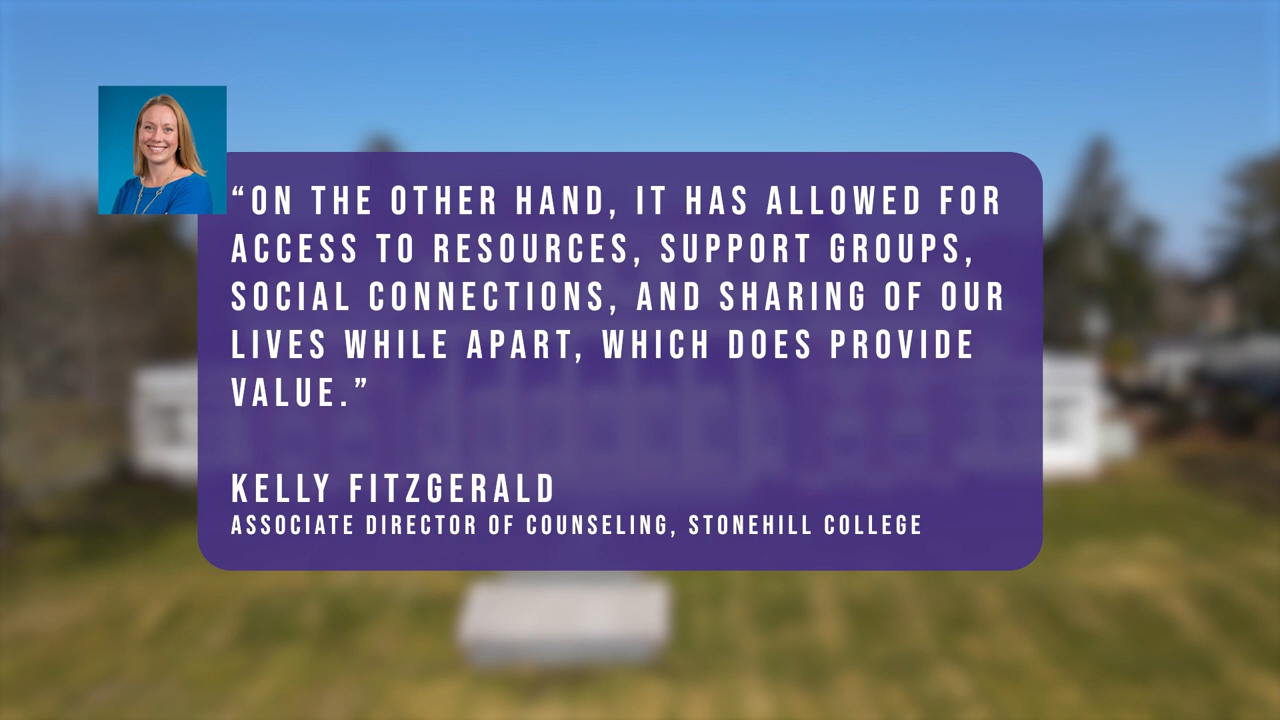 “ON THE OTHER HAND, IT HAS ALLOWED FOR
ACCESS TO RESOURCES, SUPPORT GROUPS,
SOCIAL CONNECTIONS, AND SHARING OF OUR
LIVES WHILE APART, WHICH DOES PROVIDE
VALUE.”
KELLY FITZGERALD
ASSOCIATE DIRECTOR OF COUNSELING, STONEHILL COLLEGE